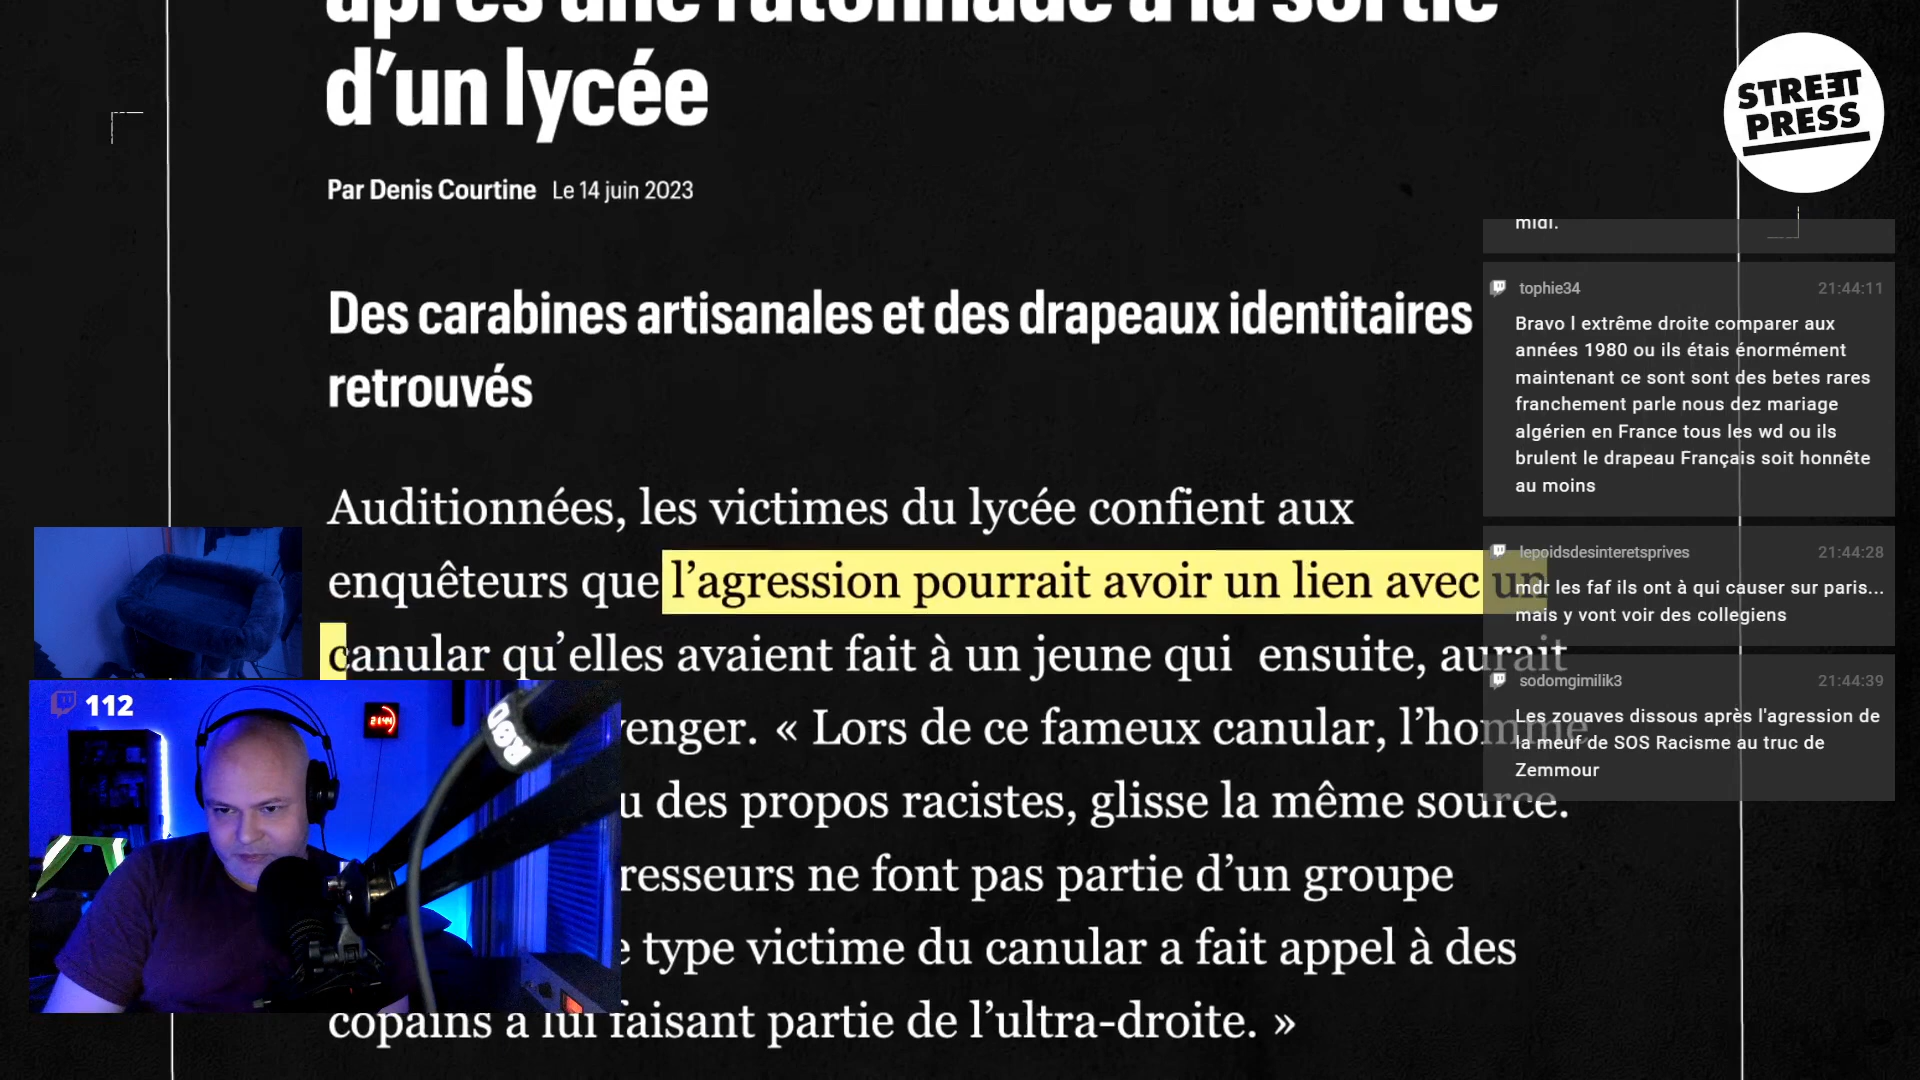 après une ratonnade à la sortie
d’un lycée
Par Denis Courtine Le 14 juin 2023
Des carabines artisanales et des drapeaux identitaires
retrouvés
Auditionnées, les victimes du lycée confient aux
enquêteurs que l’agression pourrait avoir un lien avec un
canular qu’elles avaient fait à un jeune qui ensuite, aurait
venger. « Lors de ce fameux canular, l’homme
des propos racistes, glisse la même source.
ne font pas partie d’un groupe
type victime du canular a fait appel à des
copains à lui faisant partie de l’ultra-droite. »
STREET
PRESS
midi.
tophie34 21:44:11
Bravo l extrême droite comparer aux
années 1980 ou ils étais énormément
maintenant ce sont sont des betes rares
franchement parle nous dez mariage
algérien en France tous les wd ou ils
brulent le drapeau Français soit honnête
au moins
lepoidsdesinteretsprives 21:44:28
mdr les faf ils ont à qui causer sur paris...
mais y vont voir des collegiens
sodomgimilik3 21:44:39
Les zouaves dissous après l'agression de
la meuf de SOS Racisme au truc de
Zemmour
112
21:44